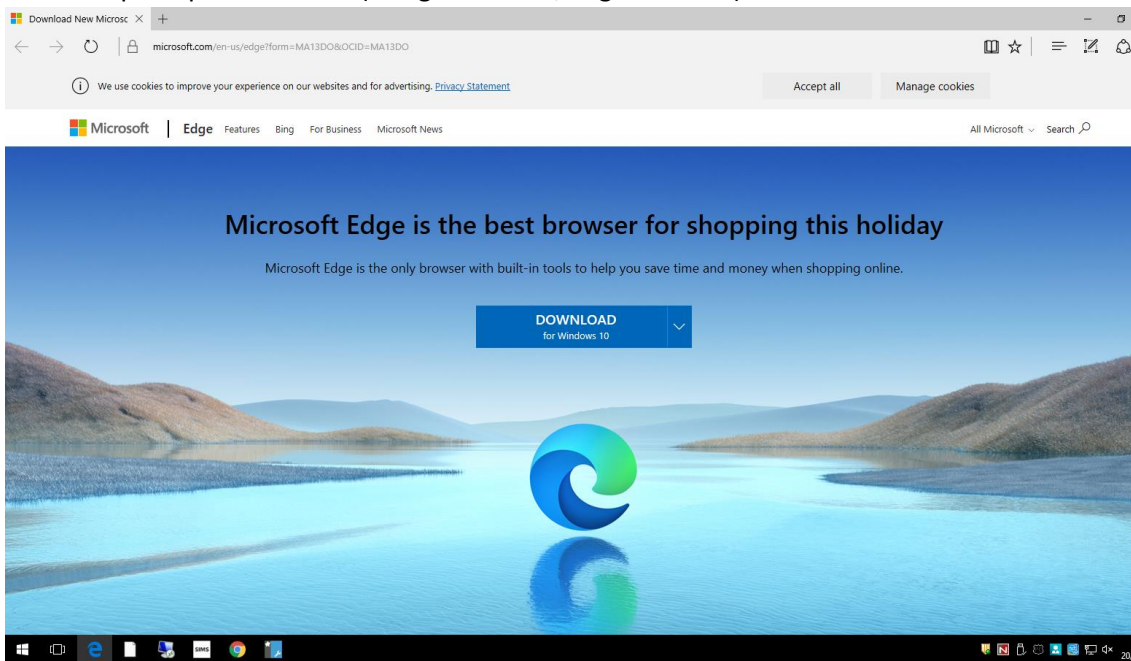 Download New Microsc
microsoft.com/en-us/edge?form=MA13DO&OCID=MA13DO
We use cookies to improve your experience on our websites and for advertising. Privacy Statement
Accept all
Manage cookies
Microsoft
Edge
Features
Bing
For Business
Microsoft News
All Microsoft
Search
Microsoft Edge is the best browser for shopping this holiday
Microsoft Edge is the only browser with built-in tools to help you save time and money when shopping online.
DOWNLOAD
for Windows 10
SIMS
N
20